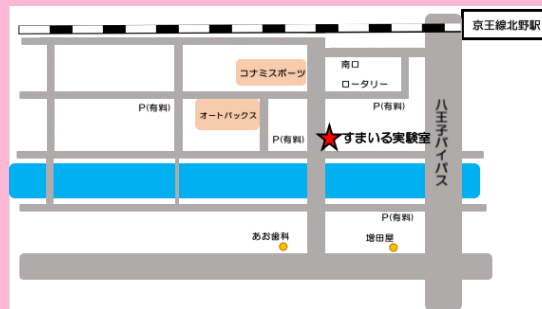 京王線北野駅
南口
ロータリー
コナミスポーツ
P(有料)
オートバックス
P(有料)
P(有料)
すまいる実験室
八王子バイパス
P(有料)
あお歯科
増田屋